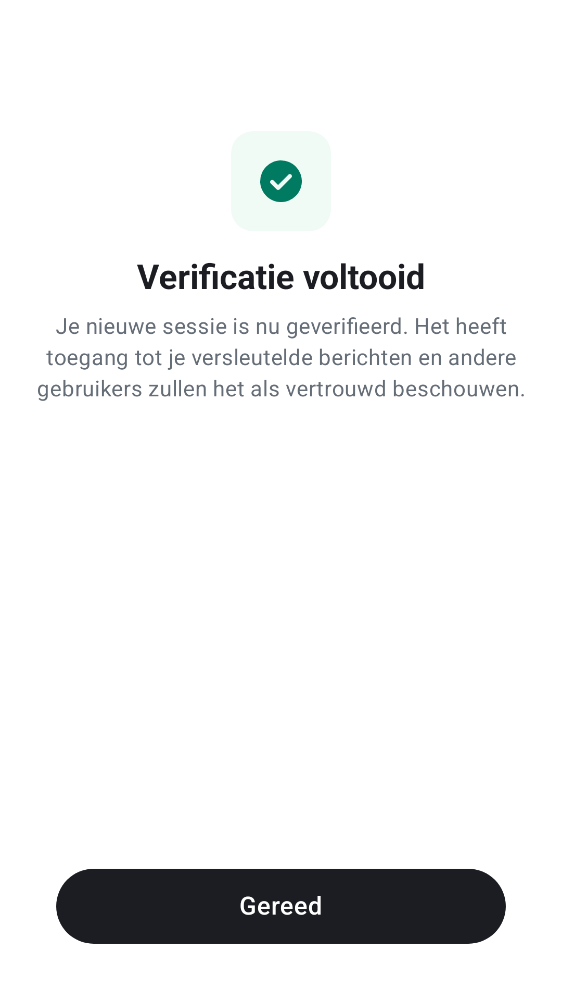 Verificatie voltooid
Je nieuwe sessie is nu geverifieerd. Het heeft
toegang tot je versleutelde berichten en andere
gebruikers zullen het als vertrouwd beschouwen.
Gereed